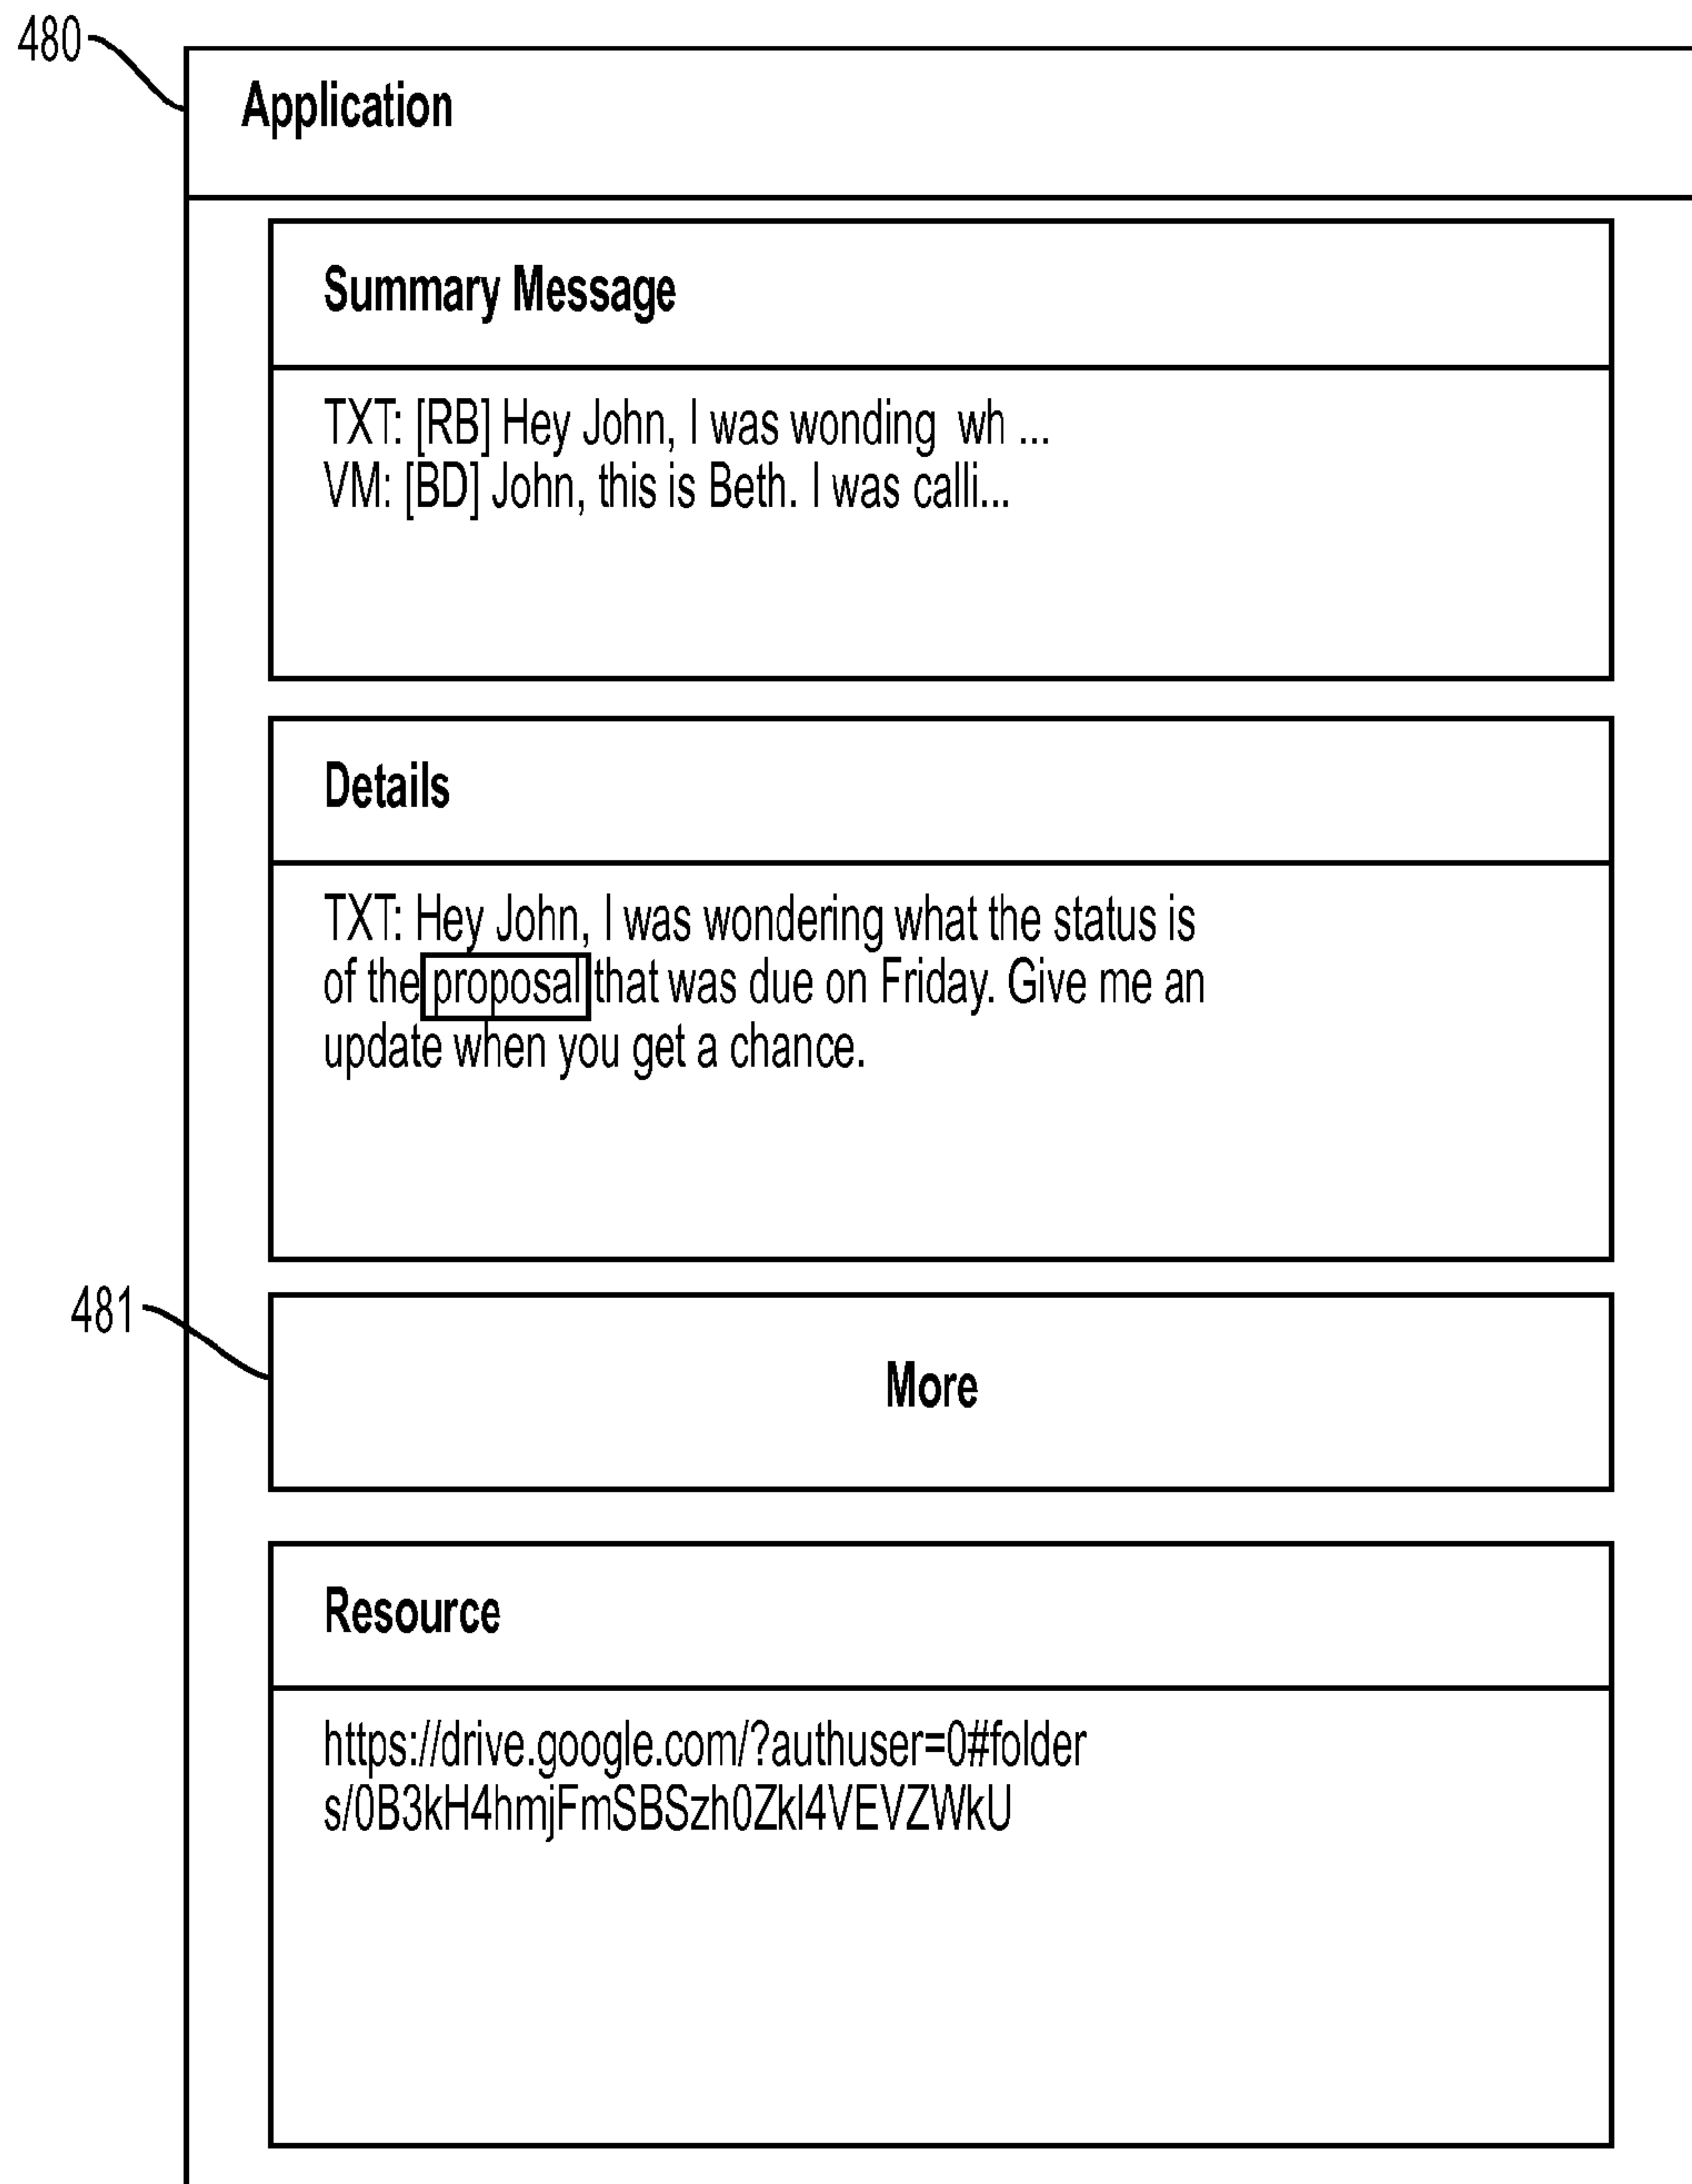 480
Application
Summary Message
TXT: [RB] Hey John, I was wonding wh ...
VM: [BD] John, this is Beth. I was calli...
Details
TXT: Hey John, I was wondering what the status is
of the proposal that was due on Friday. Give me an
update when you get a chance.
481
More
Resource
https://drive.google.com/?authuser=0#folder
s/0B3kH4hmjFmSBSzh0Zkl4VEVZWkU